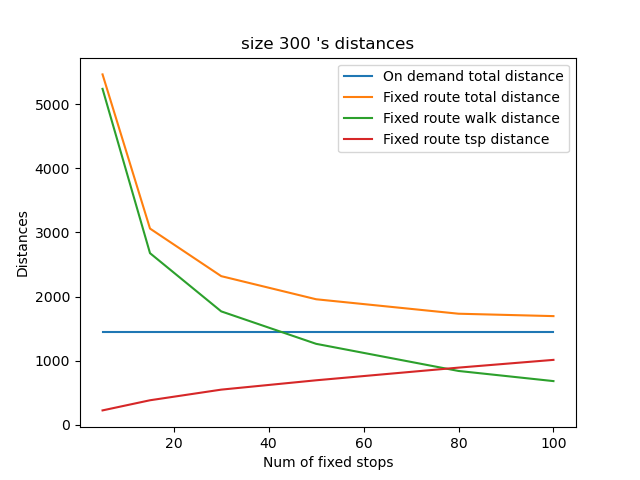 size 300 's distances
On demand total distance
Fixed route total distance
Fixed route walk distance
Fixed route tsp distance
Distances
5000
4000
3000
2000
1000
0
20 40 60 80 100
Num of fixed stops